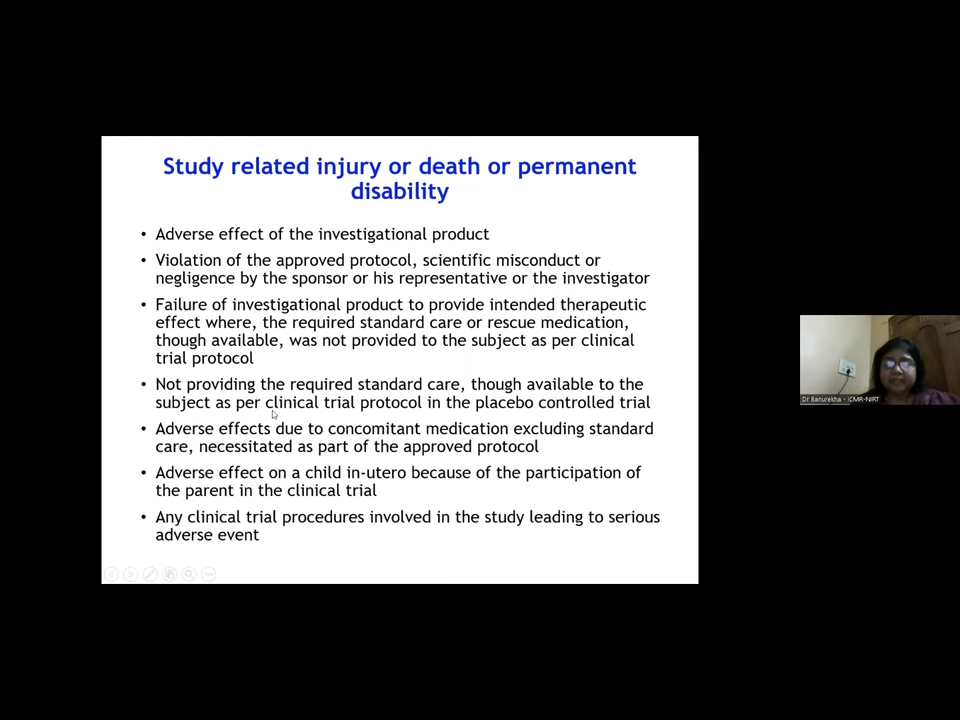 Study related injury or death or permanent
disability
• Adverse effect of the investigational product
• Violation of the approved protocol, scientific misconduct or
negligence by the sponsor or his representative or the investigator
• Failure of investigational product to provide intended therapeutic
effect where, the required standard care or rescue medication,
though available, was not provided to the subject as per clinical
trial protocol
• Not providing the required standard care, though available to the
subject as per clinical trial protocol in the placebo controlled trial
• Adverse effects due to concomitant medication excluding standard
care, necessitated as part of the approved protocol
• Adverse effect on a child in-utero because of the participation of
the parent in the clinical trial
• Any clinical trial procedures involved in the study leading to serious
adverse event
Dr Banurekha - ICMR-NIRT